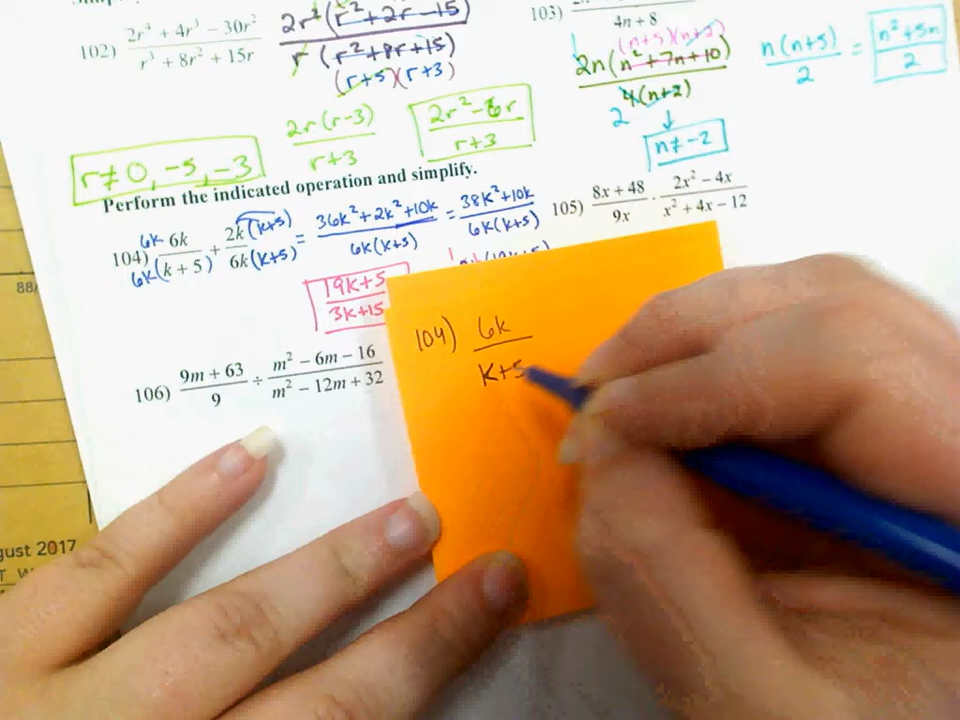 102) 2r⁴ + 4r³ − 30r² / r³ + 8r² + 15r
2r² (r² + 2r − 15) / r (r² + 8r + 15)
(r+5)(r+3)
2r(r−3) / r+3
2r² − 6r / r+3
r ≠ 0, −5, −3
103)
4n + 8
(n+5)(n+2)
2n(n² + 7n + 10) / 4(n+2)
2
n(n+5) / 2 = n² + 5n / 2
n ≠ −2
Perform the indicated operation and simplify.
104) 6k · 6k / 6k(k + 5) + 2k (k+5) / 6k (k+5) = 36k² + 2k² + 10k / 6k(k+5) = 38k² + 10k / 6k(k+5)
19k+5 / 3k+15
105) 8x + 48 / 9x · 2x² − 4x / x² + 4x − 12
106) 9m + 63 / 9 ÷ m² − 6m − 16 / m² − 12m + 32
104) 6k / k+5
88
gust 2017